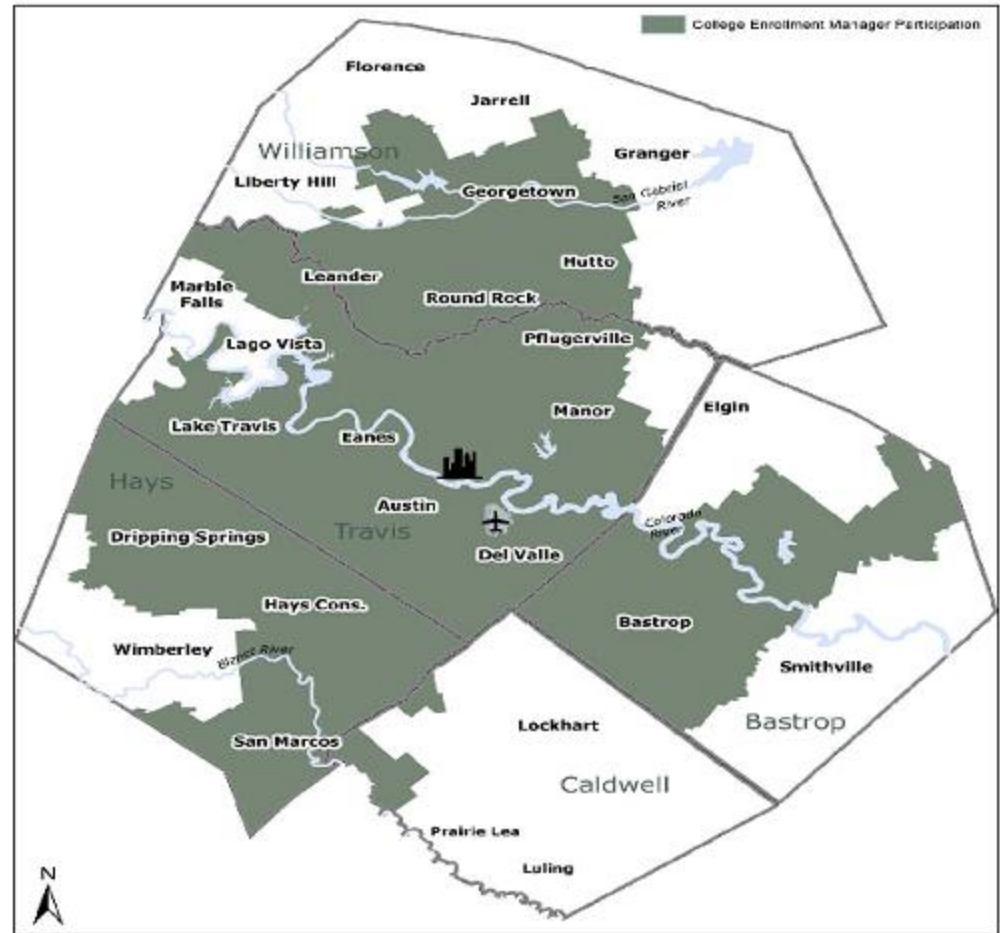 College Enrollment Manager Participation
Florence
Jarrell
Williamson
Granger
Liberty Hill
Georgetown
San Gabriel
River
Hutto
Leander
Marble
Falls
Round Rock
Pflugerville
Lago Vista
Elgin
Manor
Lake Travis
Eanes
Hays
Austin
Travis
Colorado
River
Dripping Springs
Del Valle
Hays Cons.
Bastrop
Wimberley
River
Smithville
Bastrop
Lockhart
San Marcos
Caldwell
Prairie Lea
Luling
N